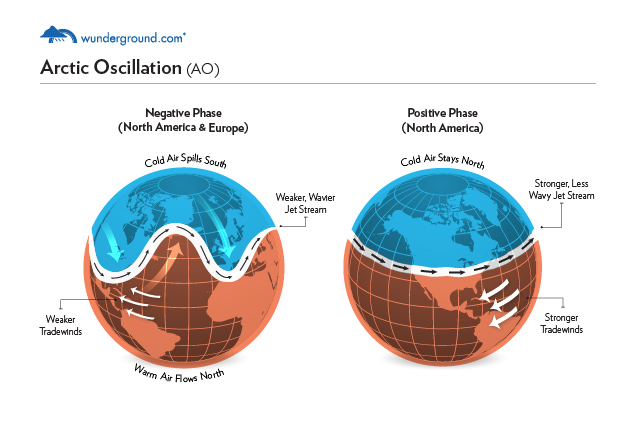 wunderground.com®
Arctic Oscillation (AO)
Negative Phase
(North America & Europe)
Cold Air Spills South
Weaker, Wavier
Jet Stream
Weaker
Tradewinds
Warm Air Flows North
Positive Phase
(North America)
Cold Air Stays North
Stronger, Less
Wavy Jet Stream
Stronger
Tradewinds